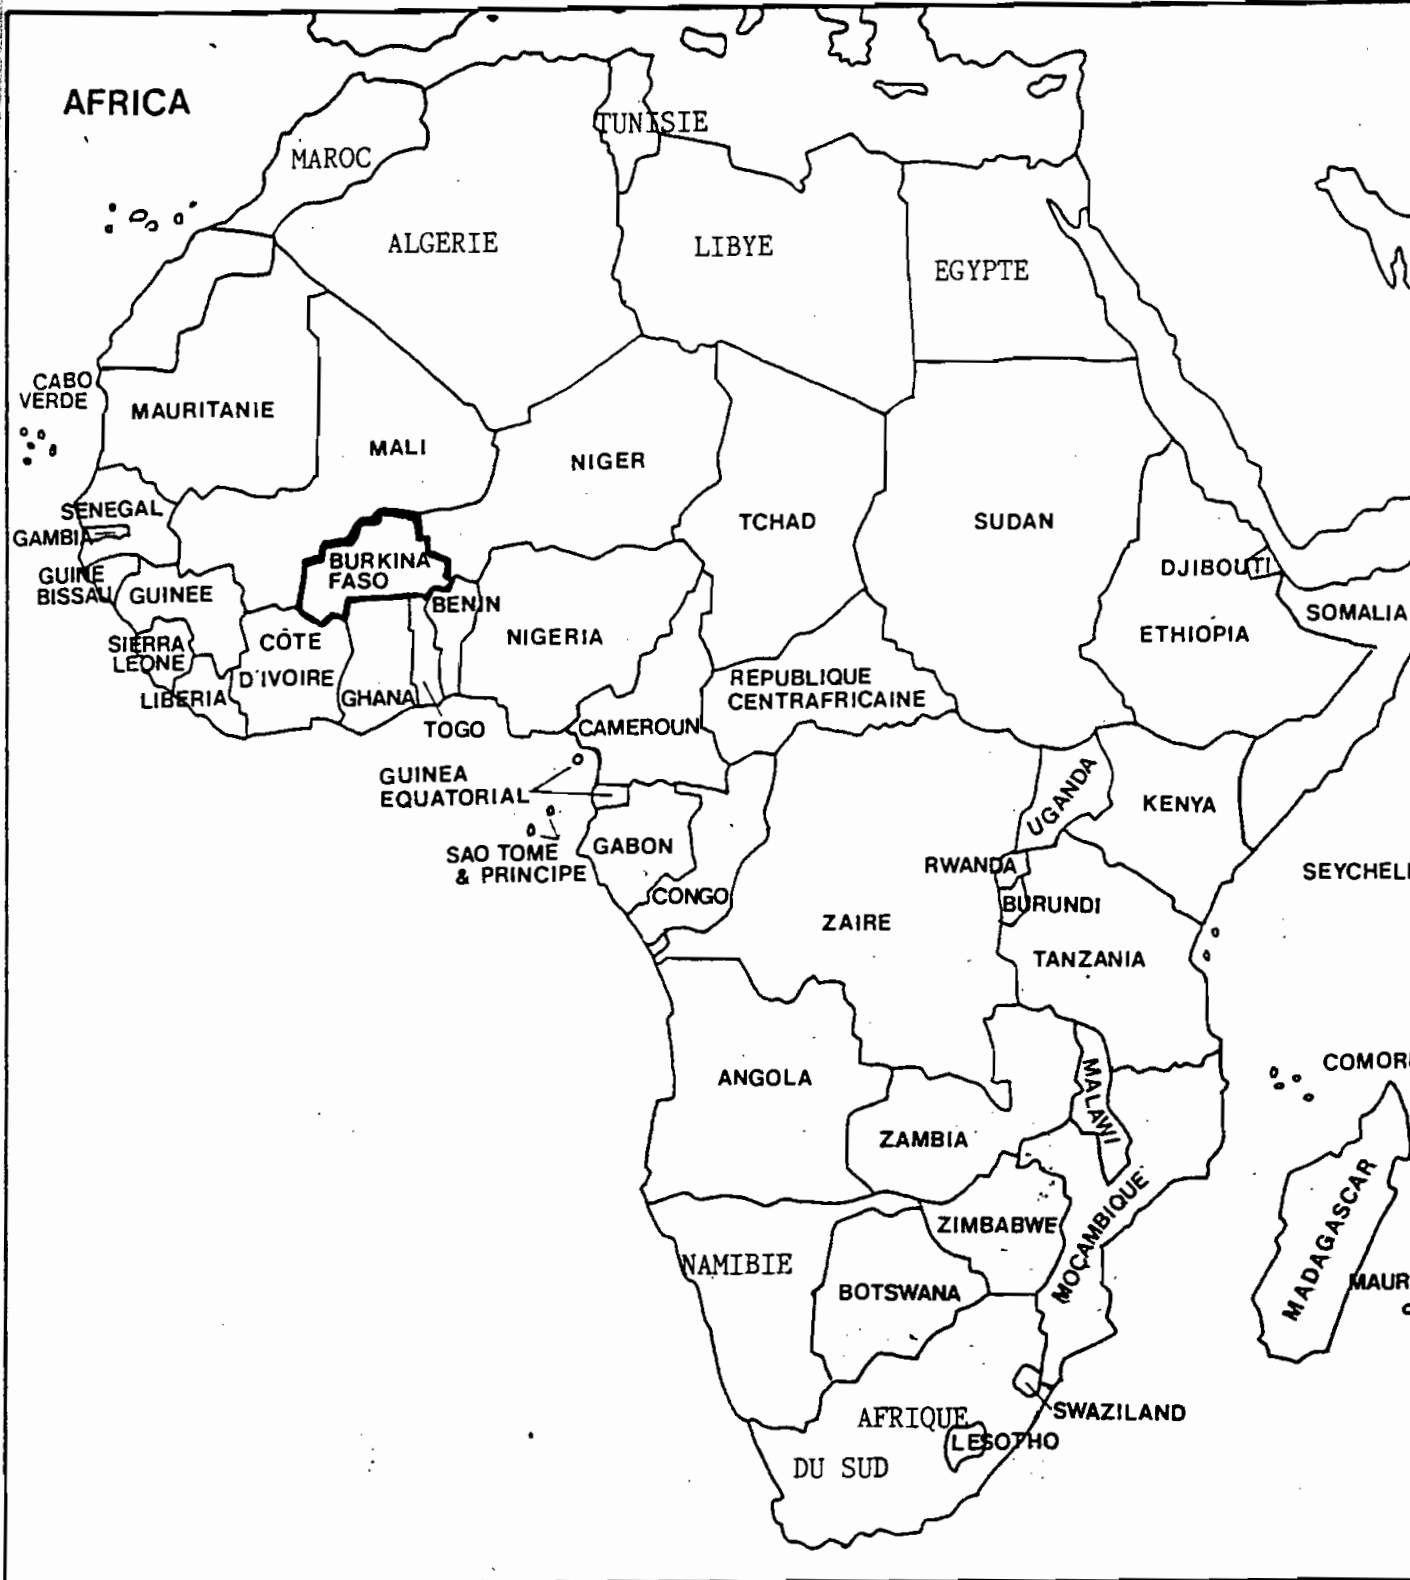 AFRICA
TUNISIE
MAROC
ALGERIE
LIBYE
EGYPTE
CABO
VERDE
MAURITANIE
MALI
NIGER
TCHAD
SUDAN
SENEGAL
GAMBIA
GUINE
BISSAU
GUINEE
BURKINA
FASO
BENIN
DJIBOUTI
SOMALIA
ETHIOPIA
SIERRA
LEONE
LIBERIA
CÔTE
D'IVOIRE
GHANA
TOGO
NIGERIA
CAMEROUN
REPUBLIQUE
CENTRAFRICAINE
GUINEA
EQUATORIAL
SAO TOME
& PRINCIPE
GABON
CONGO
ZAIRE
UGANDA
KENYA
RWANDA
BURUNDI
TANZANIA
SEYCHELL
COMOR
ANGOLA
ZAMBIA
MALAWI
MOÇAMBIQUE
ZIMBABWE
NAMIBIE
BOTSWANA
MADAGASCAR
MAUR
SWAZILAND
AFRIQUE
DU SUD
LESOTHO